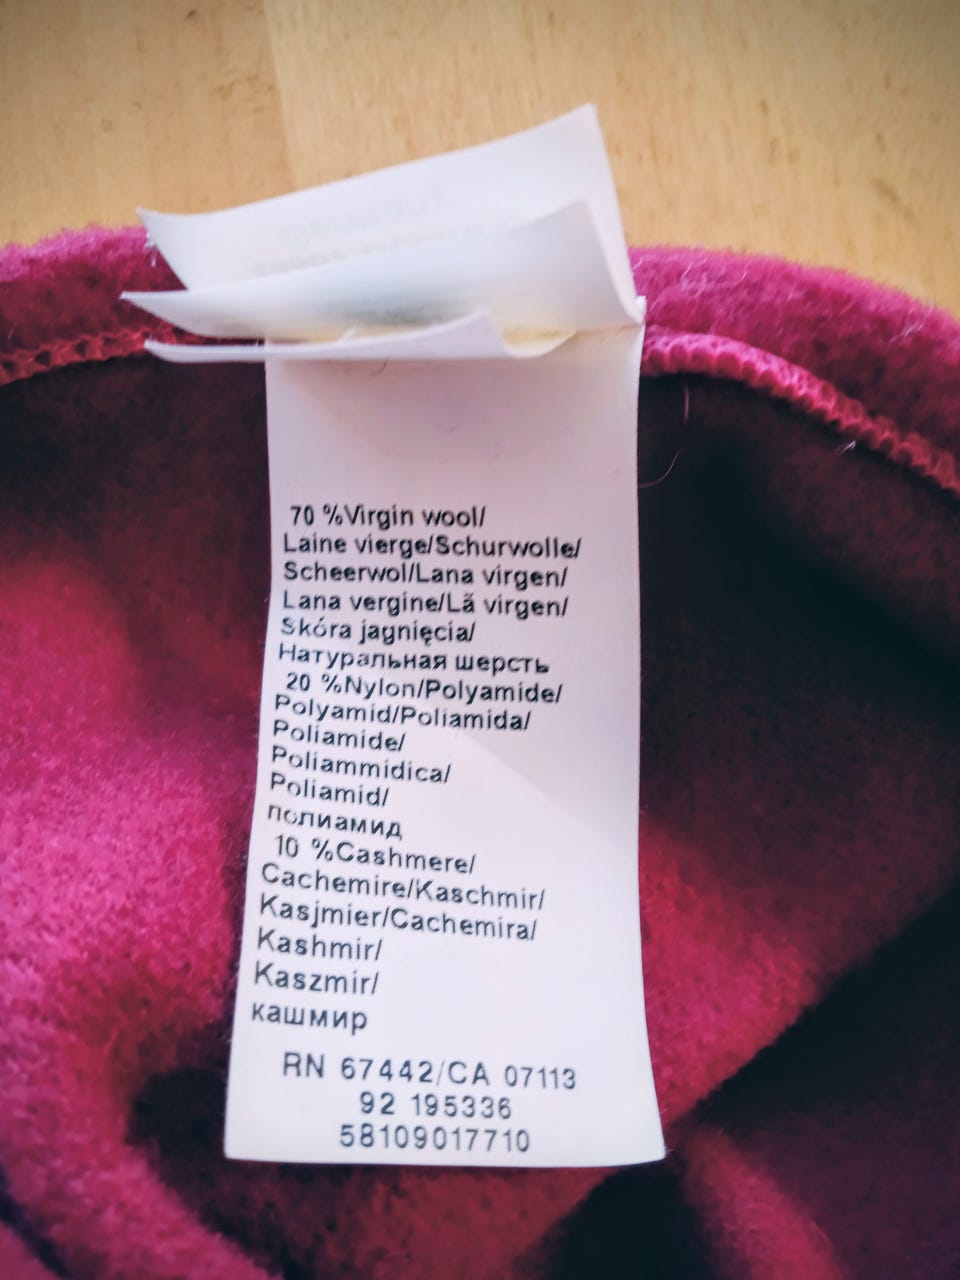 70 %Virgin wool/
Laine vierge/Schurwolle/
Scheerwol/Lana virgen/
Lana vergine/Lã virgen/
Skóra jagnięcia/
Натуральная шерсть
20 %Nylon/Polyamide/
Polyamid/Poliamida/
Poliamide/
Poliammidica/
Poliamid/
полиамид
10 %Cashmere/
Cachemire/Kaschmir/
Kasjmier/Cachemira/
Kashmir/
Kaszmir/
кашмир
RN 67442/CA 07113
92 195336
58109017710